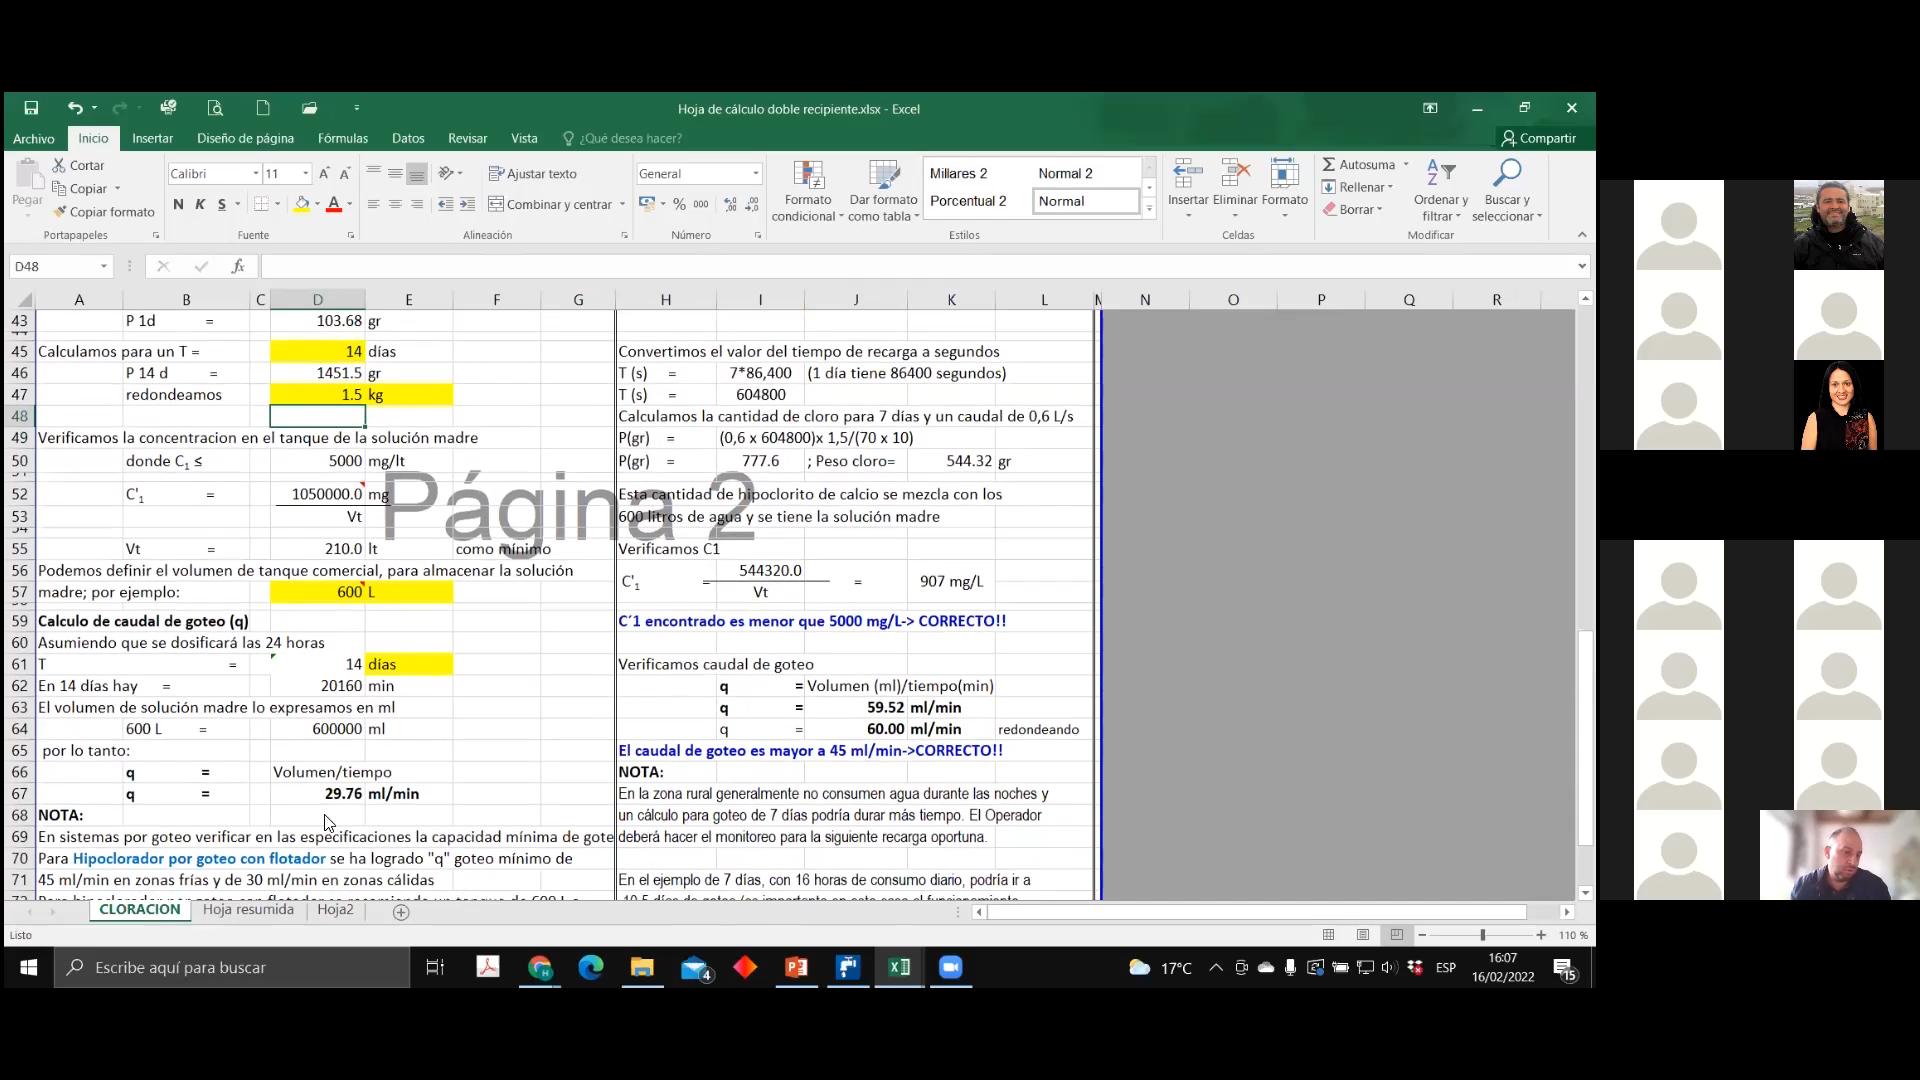 Hoja de cálculo doble recipiente.xlsx - Excel
Archivo Inicio Insertar Diseño de página Fórmulas Datos Revisar Vista ¿Qué desea hacer? Compartir
Pegar Cortar Copiar Copiar formato Portapapeles
Calibri 11 N K S Fuente
Ajustar texto Combinar y centrar Alineación
General % 000 Número
Formato condicional Dar formato como tabla
Millares 2 Normal 2
Porcentual 2 Normal
Estilos
Insertar Eliminar Formato Celdas
Autosuma Rellenar Borrar Ordenar y filtrar Buscar y seleccionar Modificar
D48 fx
A B C D E F G H I J K L M N O P Q R
43 P 1d = 103.68 gr
45 Calculamos para un T = 14 días Convertimos el valor del tiempo de recarga a segundos
46 P 14 d = 1451.5 gr T (s) = 7*86,400 (1 día tiene 86400 segundos)
47 redondeamos 1.5 kg T (s) = 604800
48 Calculamos la cantidad de cloro para 7 días y un caudal de 0,6 L/s
49 Verificamos la concentracion en el tanque de la solución madre P(gr) = (0,6 x 604800)x 1,5/(70 x 10)
50 donde C1 ≤ 5000 mg/lt P(gr) = 777.6 ; Peso cloro= 544.32 gr
52 C'1 = 1050000.0 mg Esta cantidad de hipoclorito de calcio se mezcla con los
53 Vt 600 litros de agua y se tiene la solución madre
Página 2
55 Vt = 210.0 lt como mínimo Verificamos C1
56 Podemos definir el volumen de tanque comercial, para almacenar la solución 544320.0
57 madre; por ejemplo: 600 L C'1 = Vt = 907 mg/L
59 Calculo de caudal de goteo (q) C´1 encontrado es menor que 5000 mg/L-> CORRECTO!!
60 Asumiendo que se dosificará las 24 horas
61 T = 14 días Verificamos caudal de goteo
62 En 14 días hay = 20160 min q = Volumen (ml)/tiempo(min)
63 El volumen de solución madre lo expresamos en ml q = 59.52 ml/min
64 600 L = 600000 ml q = 60.00 ml/min redondeando
65 por lo tanto: El caudal de goteo es mayor a 45 ml/min->CORRECTO!!
66 q = Volumen/tiempo NOTA:
67 q = 29.76 ml/min En la zona rural generalmente no consumen agua durante las noches y
68 NOTA: un cálculo para goteo de 7 días podría durar más tiempo. El Operador
69 En sistemas por goteo verificar en las especificaciones la capacidad mínima de gote deberá hacer el monitoreo para la siguiente recarga oportuna.
70 Para Hipoclorador por goteo con flotador se ha logrado "q" goteo mínimo de
71 45 ml/min en zonas frías y de 30 ml/min en zonas cálidas En el ejemplo de 7 días, con 16 horas de consumo diario, podría ir a
CLORACION Hoja resumida Hoja2
Listo 110 %
Escribe aquí para buscar 4 17°C ESP 16:07 16/02/2022 15